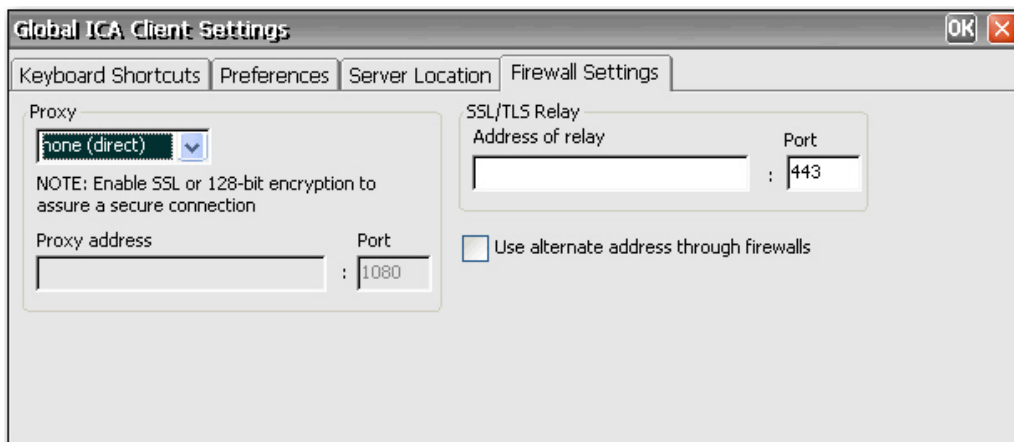 Global ICA Client Settings
OK
Keyboard Shortcuts
Preferences
Server Location
Firewall Settings
Proxy
none (direct)
NOTE: Enable SSL or 128-bit encryption to
assure a secure connection
Proxy address
Port
: 1080
SSL/TLS Relay
Address of relay
Port
: 443
Use alternate address through firewalls